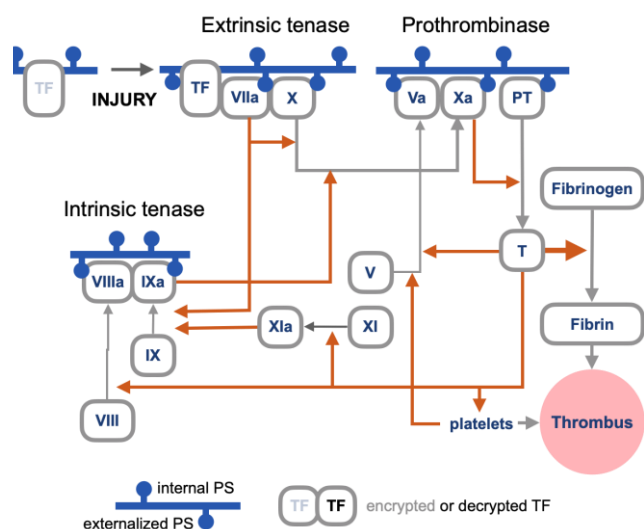 Extrinsic tenase
Prothrombinase
TF
INJURY
TF
VIIa
X
Va
Xa
PT
Fibrinogen
Intrinsic tenase
VIIIa
IXa
V
T
IX
XIa
XI
Fibrin
VIII
platelets
Thrombus
internal PS
externalized PS
TF
TF
encrypted or decrypted TF